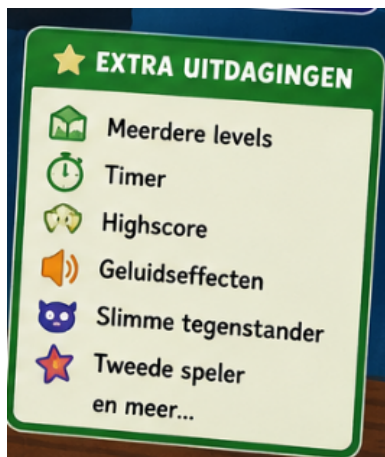 EXTRA UITDAGINGEN
Meerdere levels
Timer
Highscore
Geluidseffecten
Slimme tegenstander
Tweede speler
en meer...